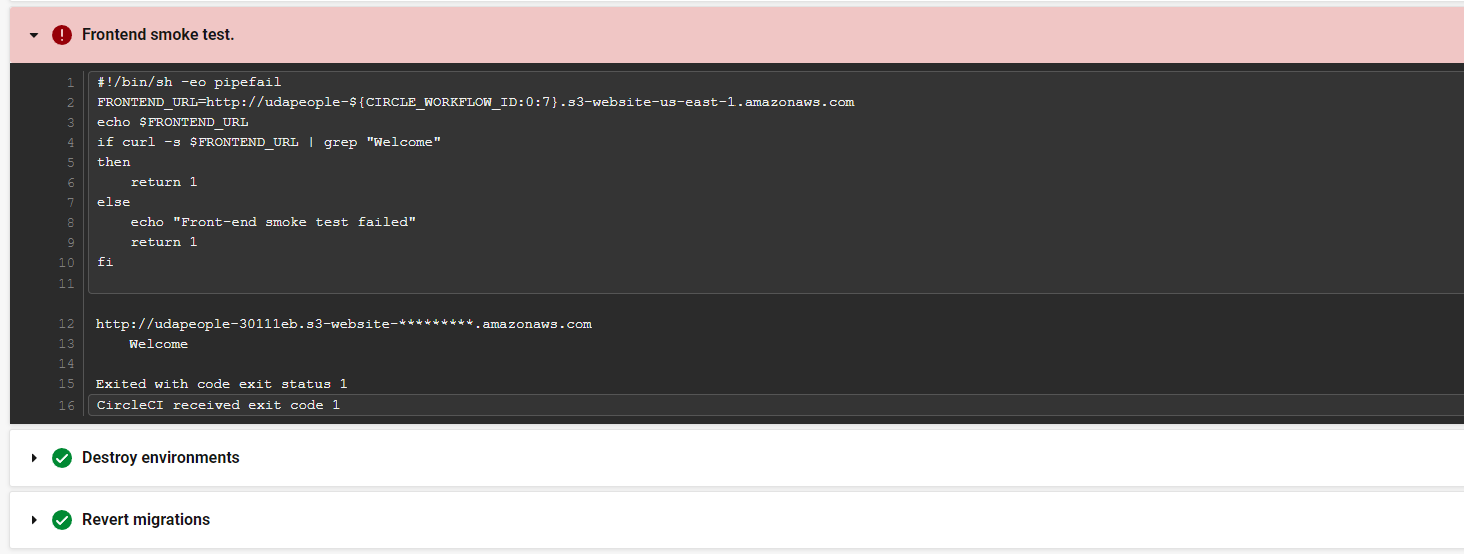 Frontend smoke test.
1 #!/bin/sh -eo pipefail
2 FRONTEND_URL=http://udapeople-${CIRCLE_WORKFLOW_ID:0:7}.s3-website-us-east-1.amazonaws.com
3 echo $FRONTEND_URL
4 if curl -s $FRONTEND_URL | grep "Welcome"
5 then
6     return 1
7 else
8     echo "Front-end smoke test failed"
9     return 1
10 fi
11
12 http://udapeople-30111eb.s3-website-*********.amazonaws.com
13     Welcome
14
15 Exited with code exit status 1
16 CircleCI received exit code 1
Destroy environments
Revert migrations